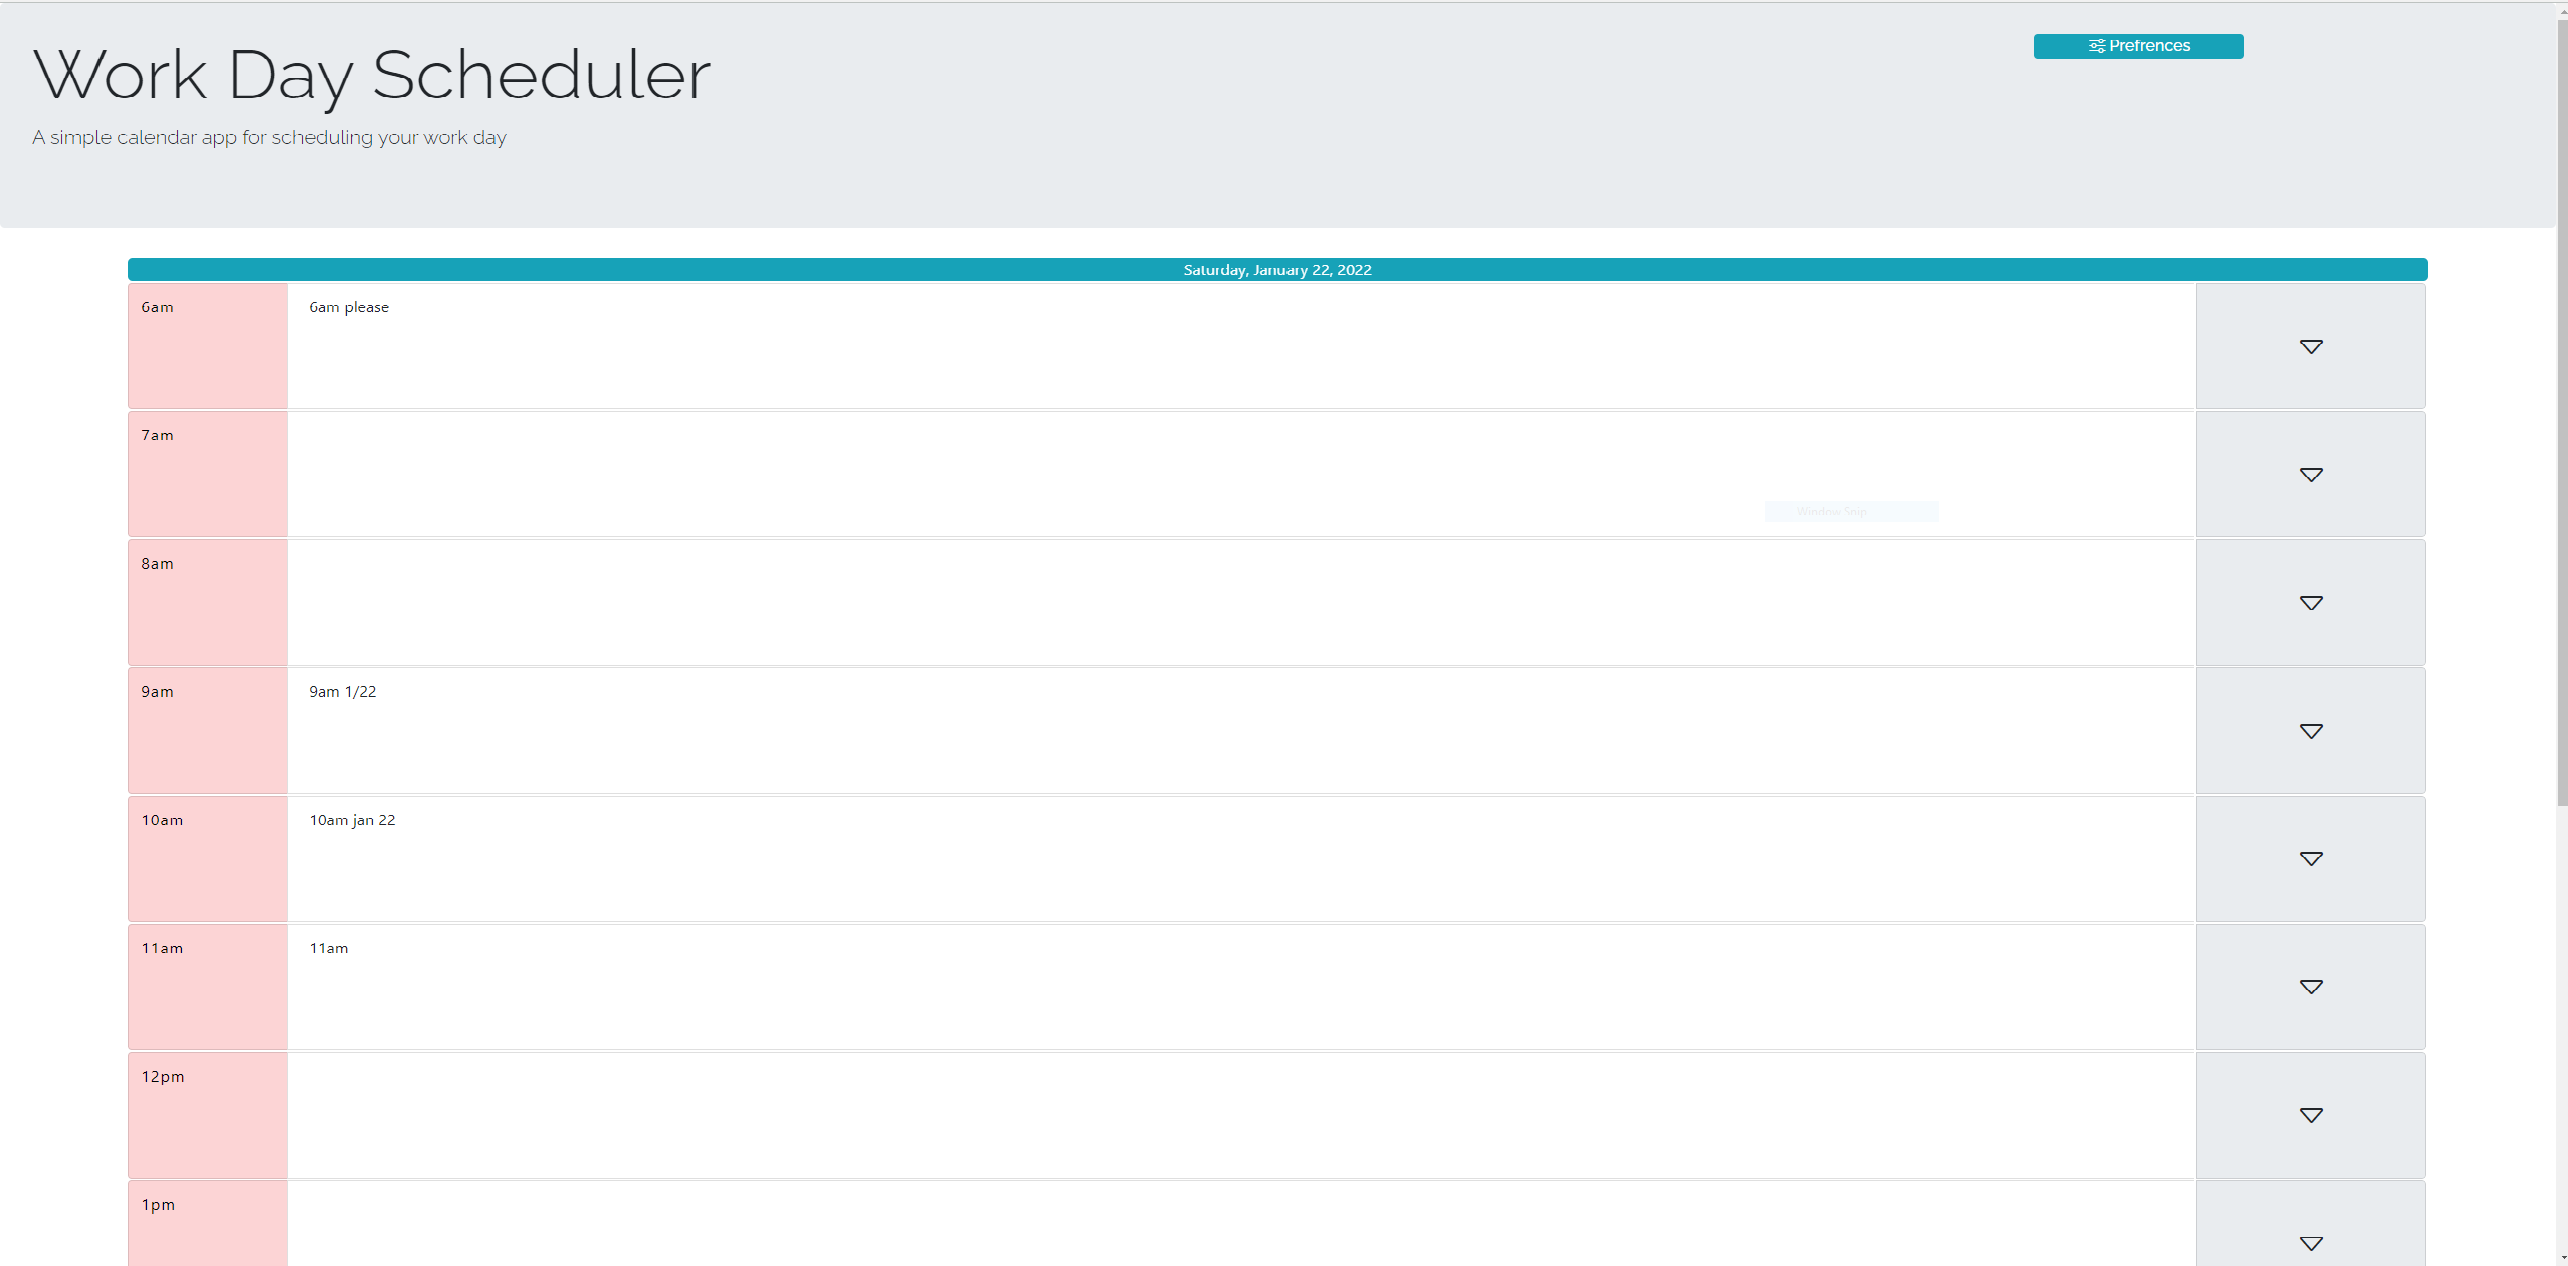 Work Day Scheduler
Prefrences
A simple calendar app for scheduling your work day
Saturday, January 22, 2022
6am 6am please
7am
Window Snip
8am
9am 9am 1/22
10am 10am jan 22
11am 11am
12pm
1pm